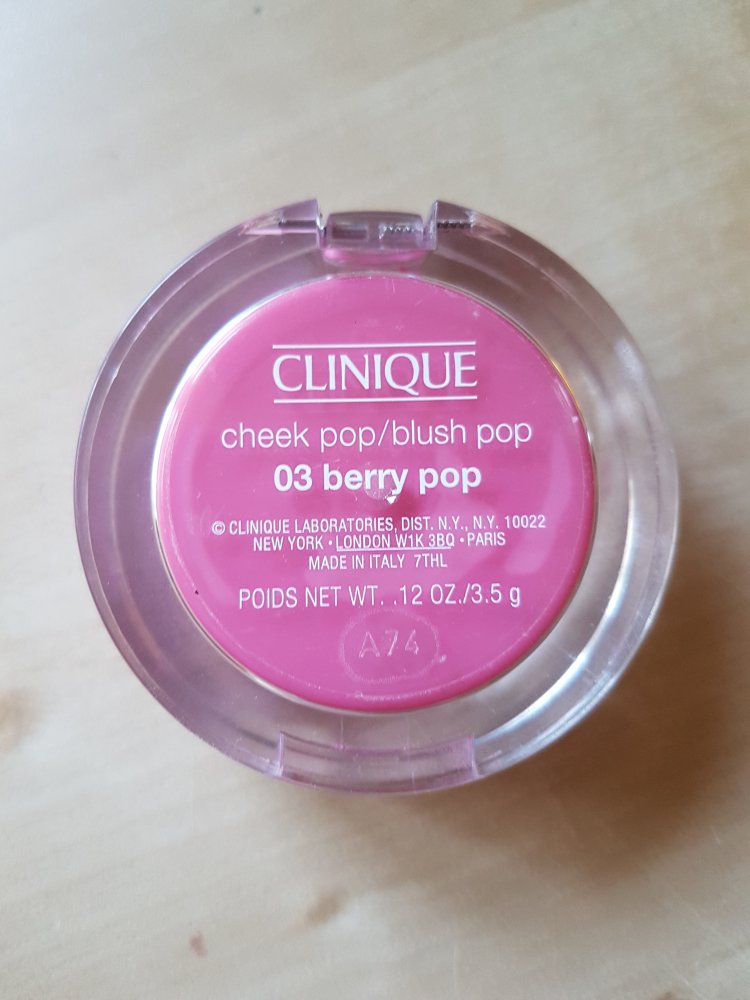 CLINIQUE
cheek pop/blush pop
03 berry pop
© CLINIQUE LABORATORIES, DIST. N.Y., N.Y. 10022
NEW YORK • LONDON W1K 3BQ • PARIS
MADE IN ITALY 7THL
POIDS NET WT. .12 OZ./3.5 g
A74